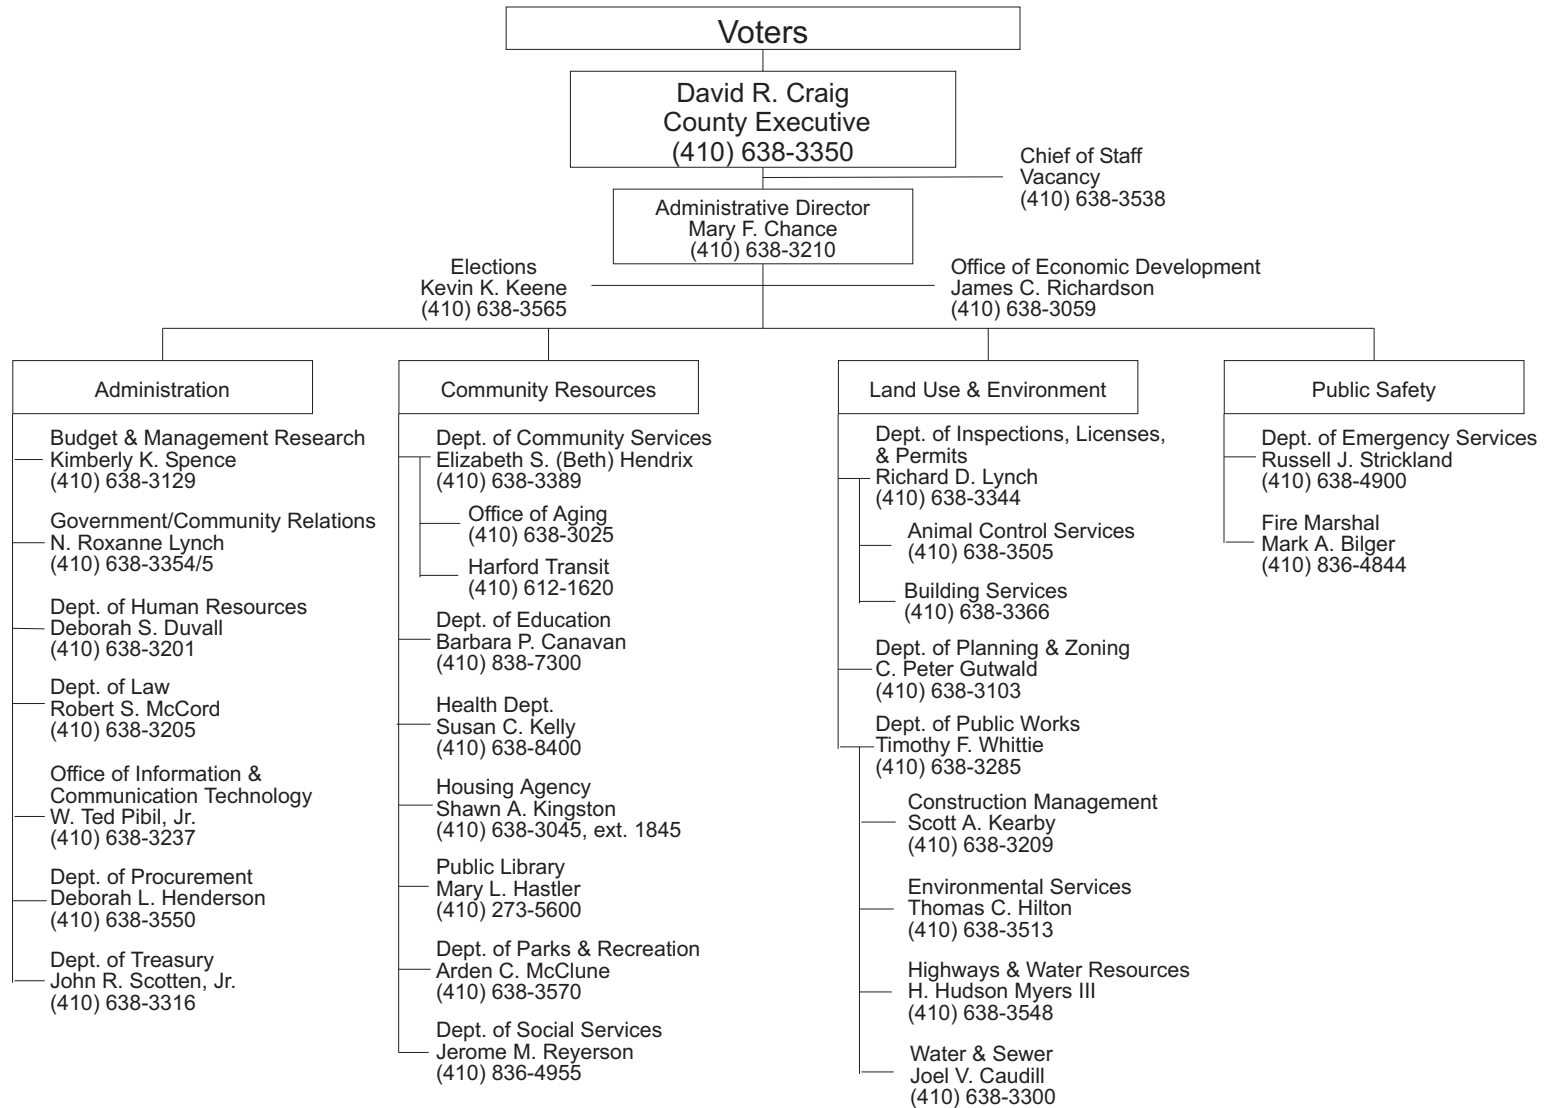 Voters
David R. Craig
County Executive
(410) 638-3350
Chief of Staff
Vacancy
(410) 638-3538
Administrative Director
Mary F. Chance
(410) 638-3210
Elections
Kevin K. Keene
(410) 638-3565
Office of Economic Development
James C. Richardson
(410) 638-3059
Administration
Budget & Management Research
Kimberly K. Spence
(410) 638-3129
Government/Community Relations
N. Roxanne Lynch
(410) 638-3354/5
Dept. of Human Resources
Deborah S. Duvall
(410) 638-3201
Dept. of Law
Robert S. McCord
(410) 638-3205
Office of Information &
Communication Technology
W. Ted Pibil, Jr.
(410) 638-3237
Dept. of Procurement
Deborah L. Henderson
(410) 638-3550
Dept. of Treasury
John R. Scotten, Jr.
(410) 638-3316
Community Resources
Dept. of Community Services
Elizabeth S. (Beth) Hendrix
(410) 638-3389
Office of Aging
(410) 638-3025
Harford Transit
(410) 612-1620
Dept. of Education
Barbara P. Canavan
(410) 838-7300
Health Dept.
Susan C. Kelly
(410) 638-8400
Housing Agency
Shawn A. Kingston
(410) 638-3045, ext. 1845
Public Library
Mary L. Hastler
(410) 273-5600
Dept. of Parks & Recreation
Arden C. McClune
(410) 638-3570
Dept. of Social Services
Jerome M. Reyerson
(410) 836-4955
Land Use & Environment
Dept. of Inspections, Licenses,
& Permits
Richard D. Lynch
(410) 638-3344
Animal Control Services
(410) 638-3505
Building Services
(410) 638-3366
Dept. of Planning & Zoning
C. Peter Gutwald
(410) 638-3103
Dept. of Public Works
Timothy F. Whittie
(410) 638-3285
Construction Management
Scott A. Kearby
(410) 638-3209
Environmental Services
Thomas C. Hilton
(410) 638-3513
Highways & Water Resources
H. Hudson Myers III
(410) 638-3548
Water & Sewer
Joel V. Caudill
(410) 638-3300
Public Safety
Dept. of Emergency Services
Russell J. Strickland
(410) 638-4900
Fire Marshal
Mark A. Bilger
(410) 836-4844